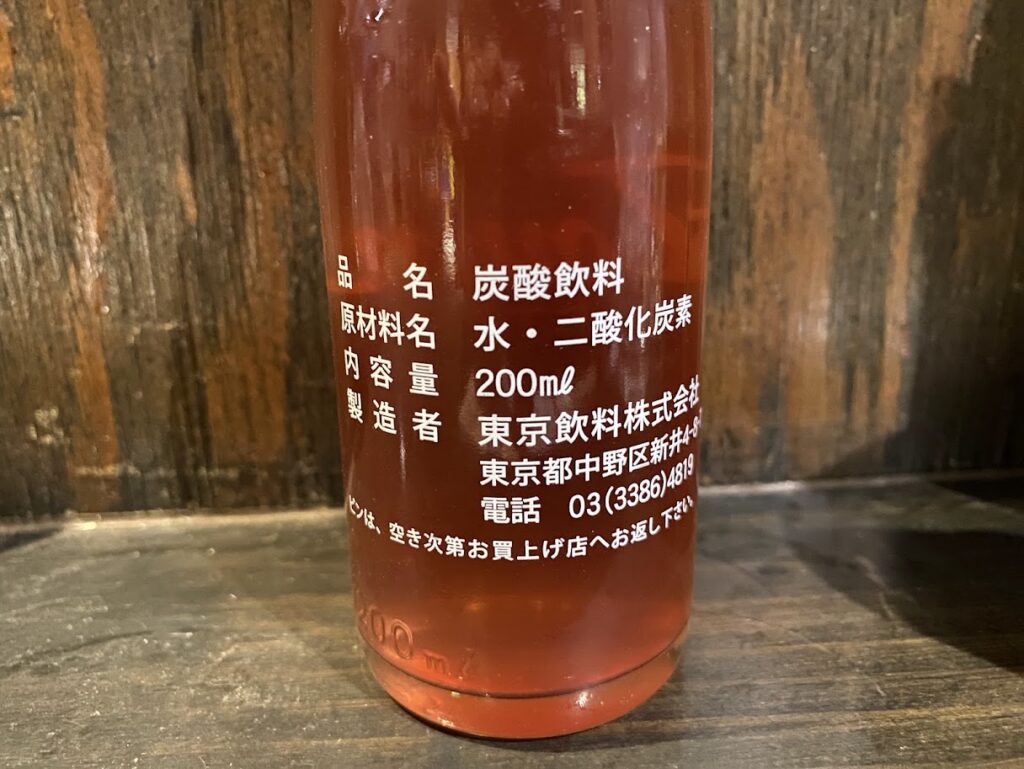 品名 炭酸飲料
原材料名 水・二酸化炭素
内容量 200ml
製造者 東京飲料株式会社
東京都中野区新井4-8-
電話 03(3386)4819
ビンは、空き次第お買上げ店へお返し下さい。
200ml